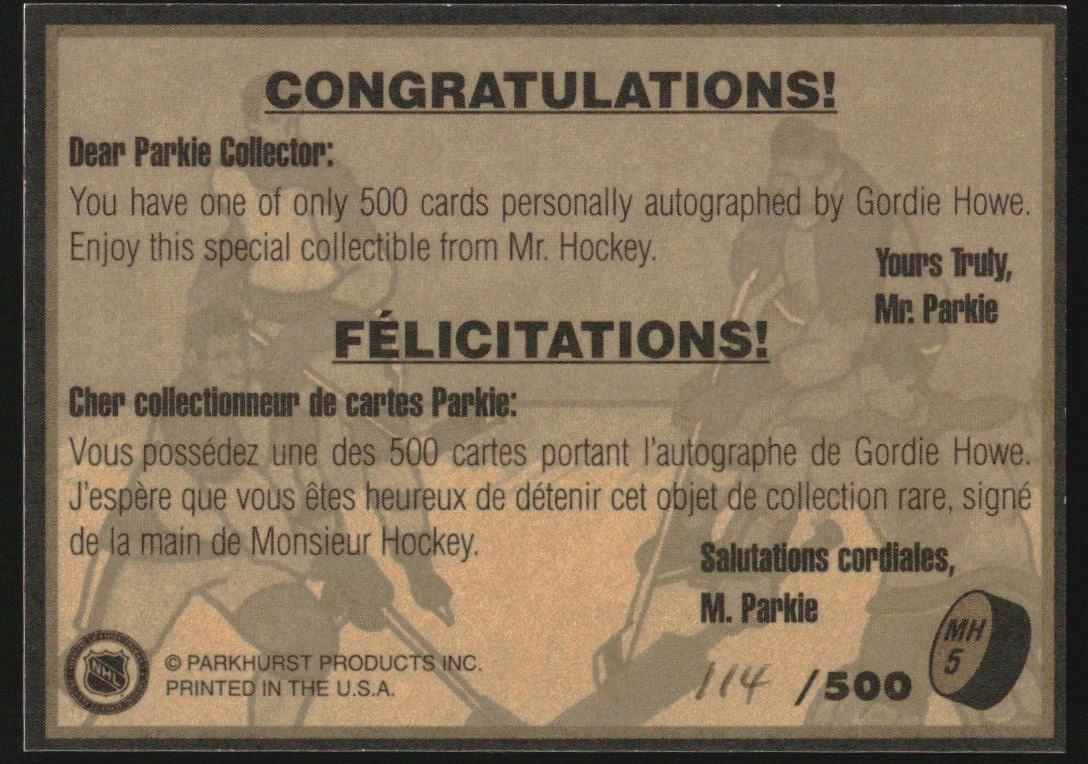 CONGRATULATIONS!
Dear Parkie Collector:
You have one of only 500 cards personally autographed by Gordie Howe.
Enjoy this special collectible from Mr. Hockey.
Yours Truly,
Mr. Parkie
FÉLICITATIONS!
Cher collectionneur de cartes Parkie:
Vous possédez une des 500 cartes portant l'autographe de Gordie Howe.
J'espère que vous êtes heureux de détenir cet objet de collection rare, signé
de la main de Monsieur Hockey.
Salutations cordiales,
M. Parkie
NHL
© PARKHURST PRODUCTS INC.
PRINTED IN THE U.S.A.
114 /500
MH
5